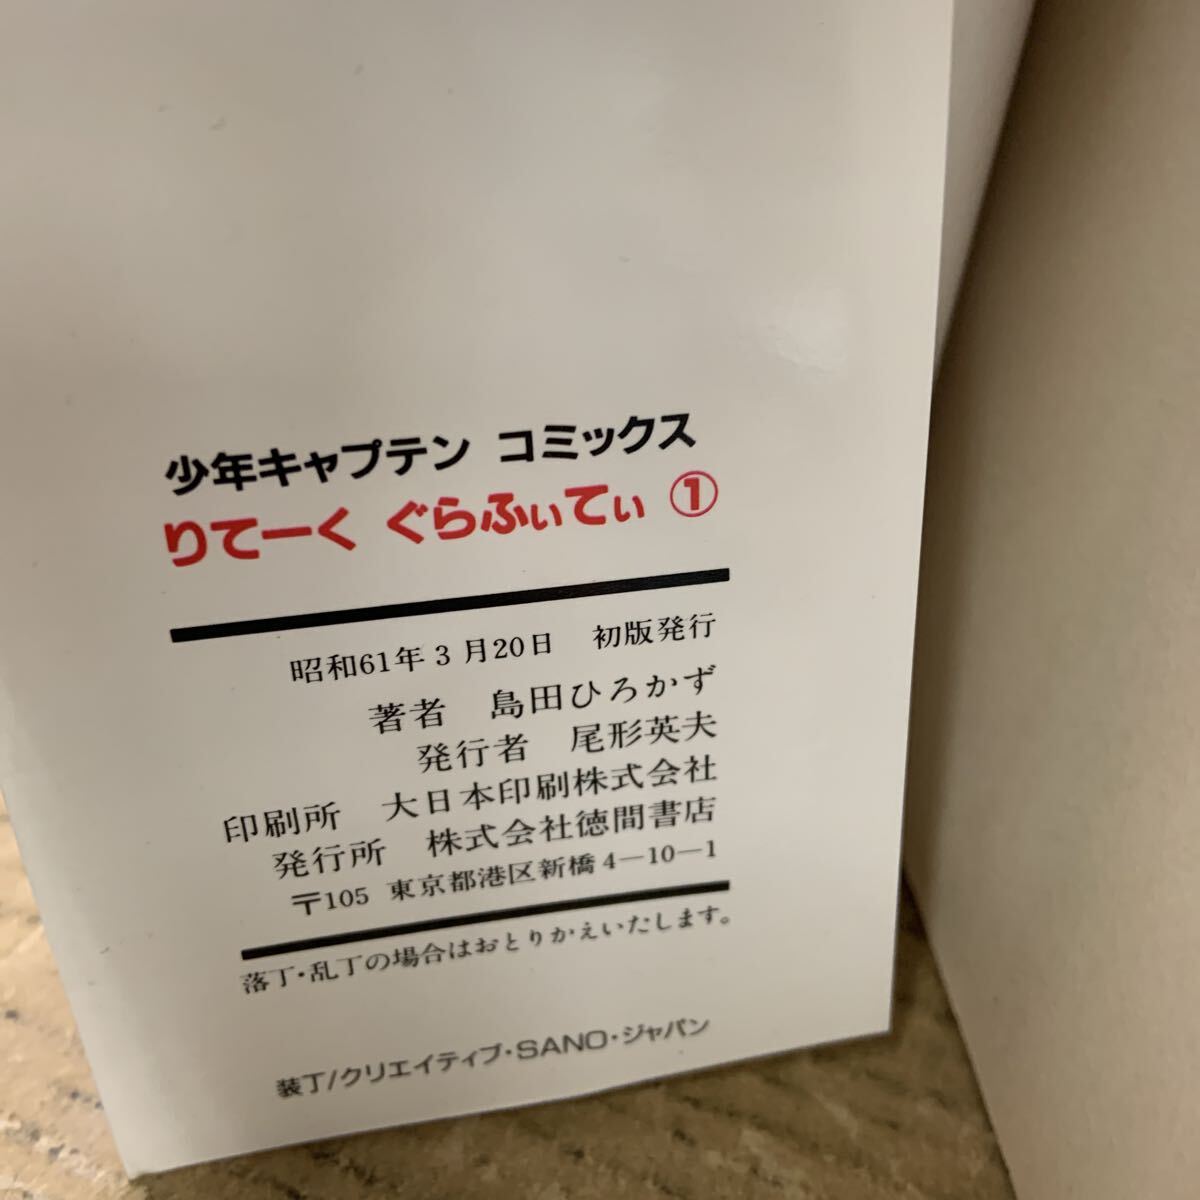 少年キャプテン コミックス
りてーく ぐらふぃてぃ ①
昭和61年3月20日 初版発行
著者 島田ひろかず
発行者 尾形英夫
印刷所 大日本印刷株式会社
発行所 株式会社徳間書店
〒105 東京都港区新橋4-10-1
落丁・乱丁の場合はおとりかえいたします。
装丁/クリエイティブ・SANO・ジャパン